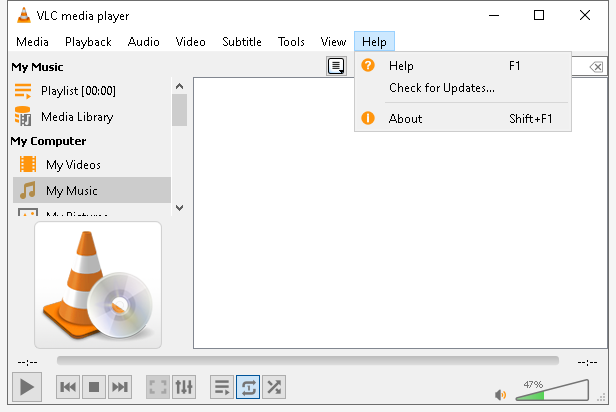 VLC media player
Media Playback Audio Video Subtitle Tools View Help
My Music
Help F1
Playlist [00:00]
Check for Updates...
Media Library
About Shift+F1
My Computer
My Videos
My Music
My Pictures
--:-- --:--
47%